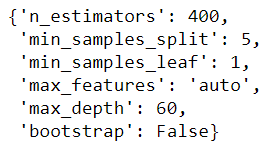 {'n_estimators': 400,
 'min_samples_split': 5,
 'min_samples_leaf': 1,
 'max_features': 'auto',
 'max_depth': 60,
 'bootstrap': False}